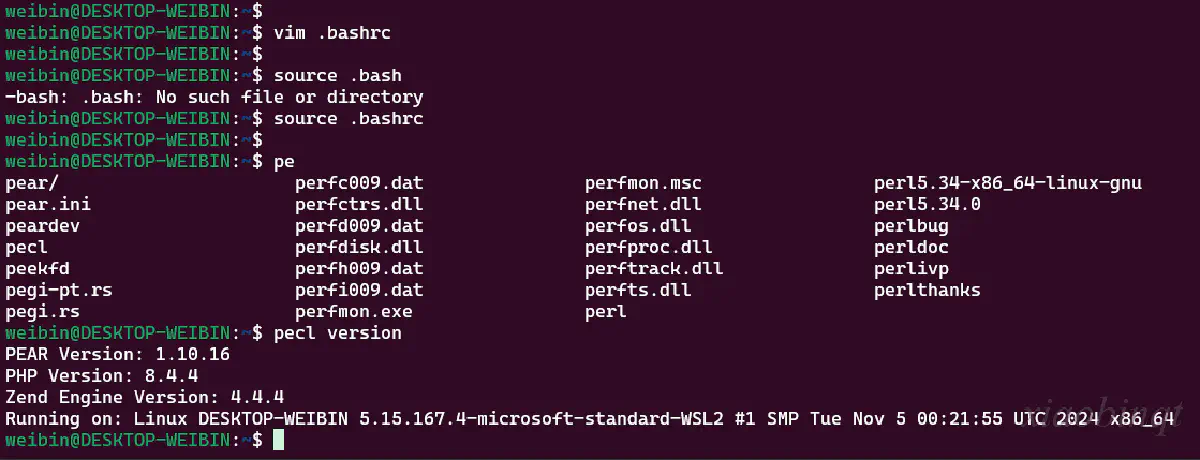 weibin@DESKTOP-WEIBIN:~$
weibin@DESKTOP-WEIBIN:~$ vim .bashrc
weibin@DESKTOP-WEIBIN:~$
weibin@DESKTOP-WEIBIN:~$ source .bash
-bash: .bash: No such file or directory
weibin@DESKTOP-WEIBIN:~$ source .bashrc
weibin@DESKTOP-WEIBIN:~$
weibin@DESKTOP-WEIBIN:~$ pe
pear/ perfc009.dat perfmon.msc perl5.34-x86_64-linux-gnu
pear.ini perfctrs.dll perfnet.dll perl5.34.0
peardev perfd009.dat perfos.dll perlbug
pecl perfdisk.dll perfproc.dll perldoc
peekfd perfh009.dat perftrack.dll perlivp
pegi-pt.rs perfi009.dat perfts.dll perlthanks
pegi.rs perfmon.exe perl
weibin@DESKTOP-WEIBIN:~$ pecl version
PEAR Version: 1.10.16
PHP Version: 8.4.4
Zend Engine Version: 4.4.4
Running on: Linux DESKTOP-WEIBIN 5.15.167.4-microsoft-standard-WSL2 #1 SMP Tue Nov 5 00:21:55 UTC 2024 x86_64
xiaobinqt
weibin@DESKTOP-WEIBIN:~$